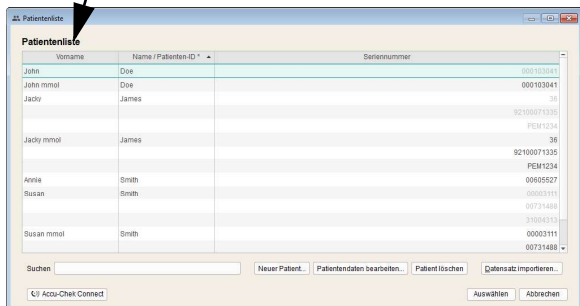 Patientenliste
Patientenliste
Vorname Name / Patienten-ID * Seriennummer
John Doe 000103041
John mmol Doe 000103041
Jacky James 36
92100071335
PEM1234
Jacky mmol James 36
92100071335
PEM1234
Annie Smith 00605527
Susan Smith 00003111
00731488
31004313
Susan mmol Smith 00003111
00731488
Suchen Neuer Patient... Patientendaten bearbeiten... Patient löschen Datensatz importieren...
Accu-Chek Connect Auswählen Abbrechen